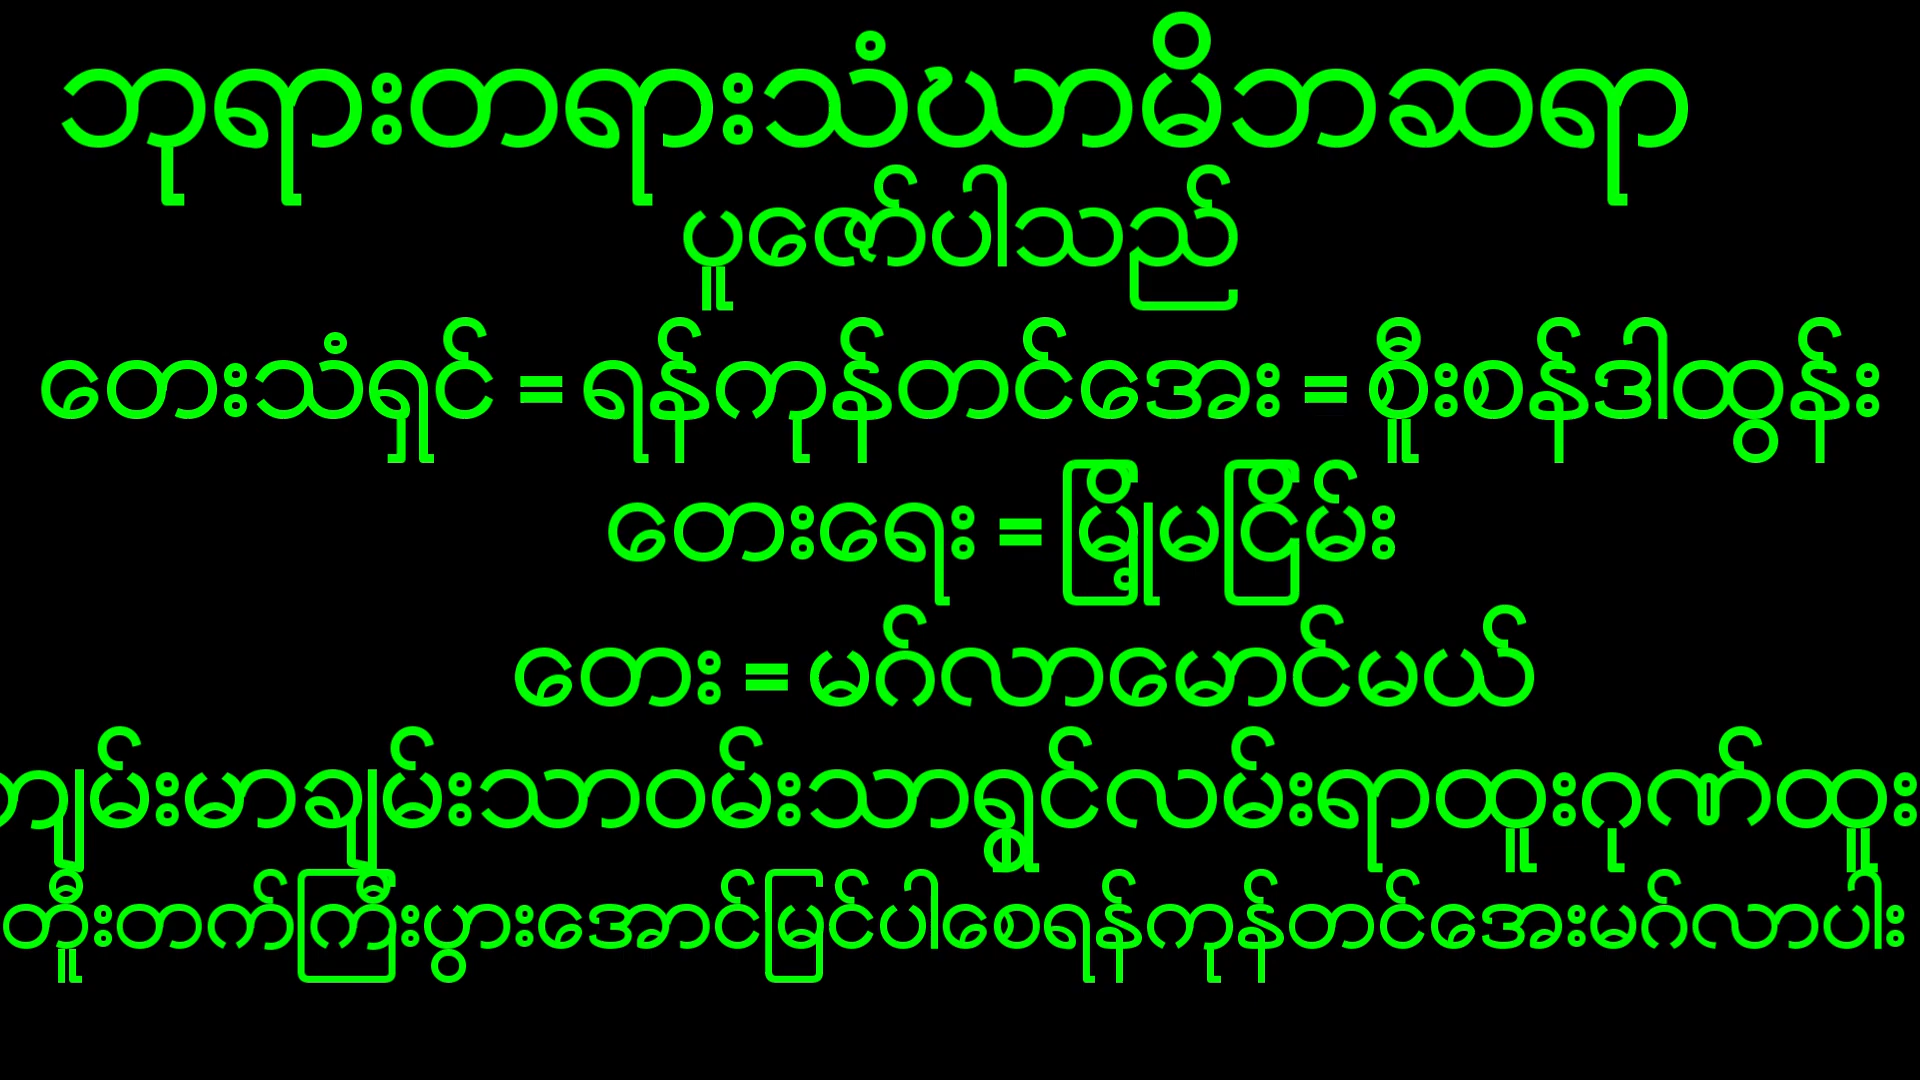 ဘုရားတရားသံဃာမိဘဆရာ
ပူဇော်ပါသည်
တေးသံရှင် = ရန်ကုန်တင်အေး = စူီးစန်ဒါထွန်း
တေးရေး = မြို့မငြိမ်း
တေး = မင်္ဂလာမောင်မယ်
ကျမ်းမာချမ်းသာဝမ်းသာရွှင်လမ်းရာထူးဂုဏ်ထူး
တူီးတက်ကြီးပွားအောင်မြင်ပါစေရန်ကုန်တင်အေးမဂ်လာပါး